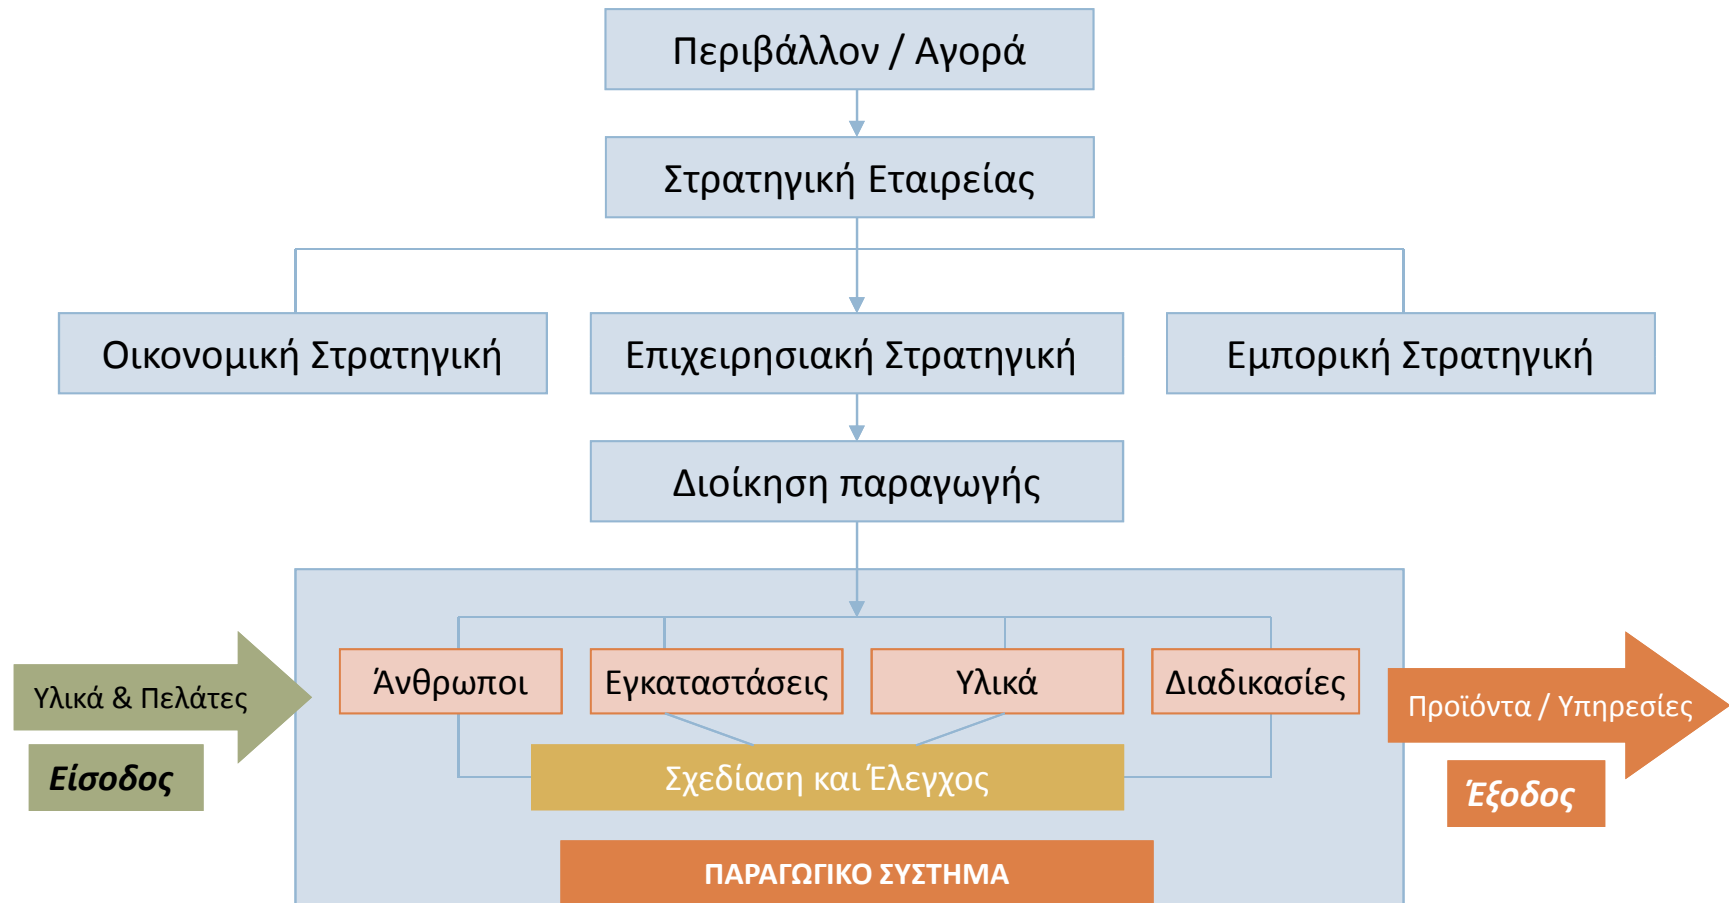 Περιβάλλον / Αγορά
Στρατηγική Εταιρείας
Οικονομική Στρατηγική
Επιχειρησιακή Στρατηγική
Εμπορική Στρατηγική
Διοίκηση παραγωγής
Υλικά & Πελάτες
Είσοδος
Άνθρωποι
Εγκαταστάσεις
Υλικά
Διαδικασίες
Σχεδίαση και Έλεγχος
ΠΑΡΑΓΩΓΙΚΟ ΣΥΣΤΗΜΑ
Προϊόντα / Υπηρεσίες
Έξοδος